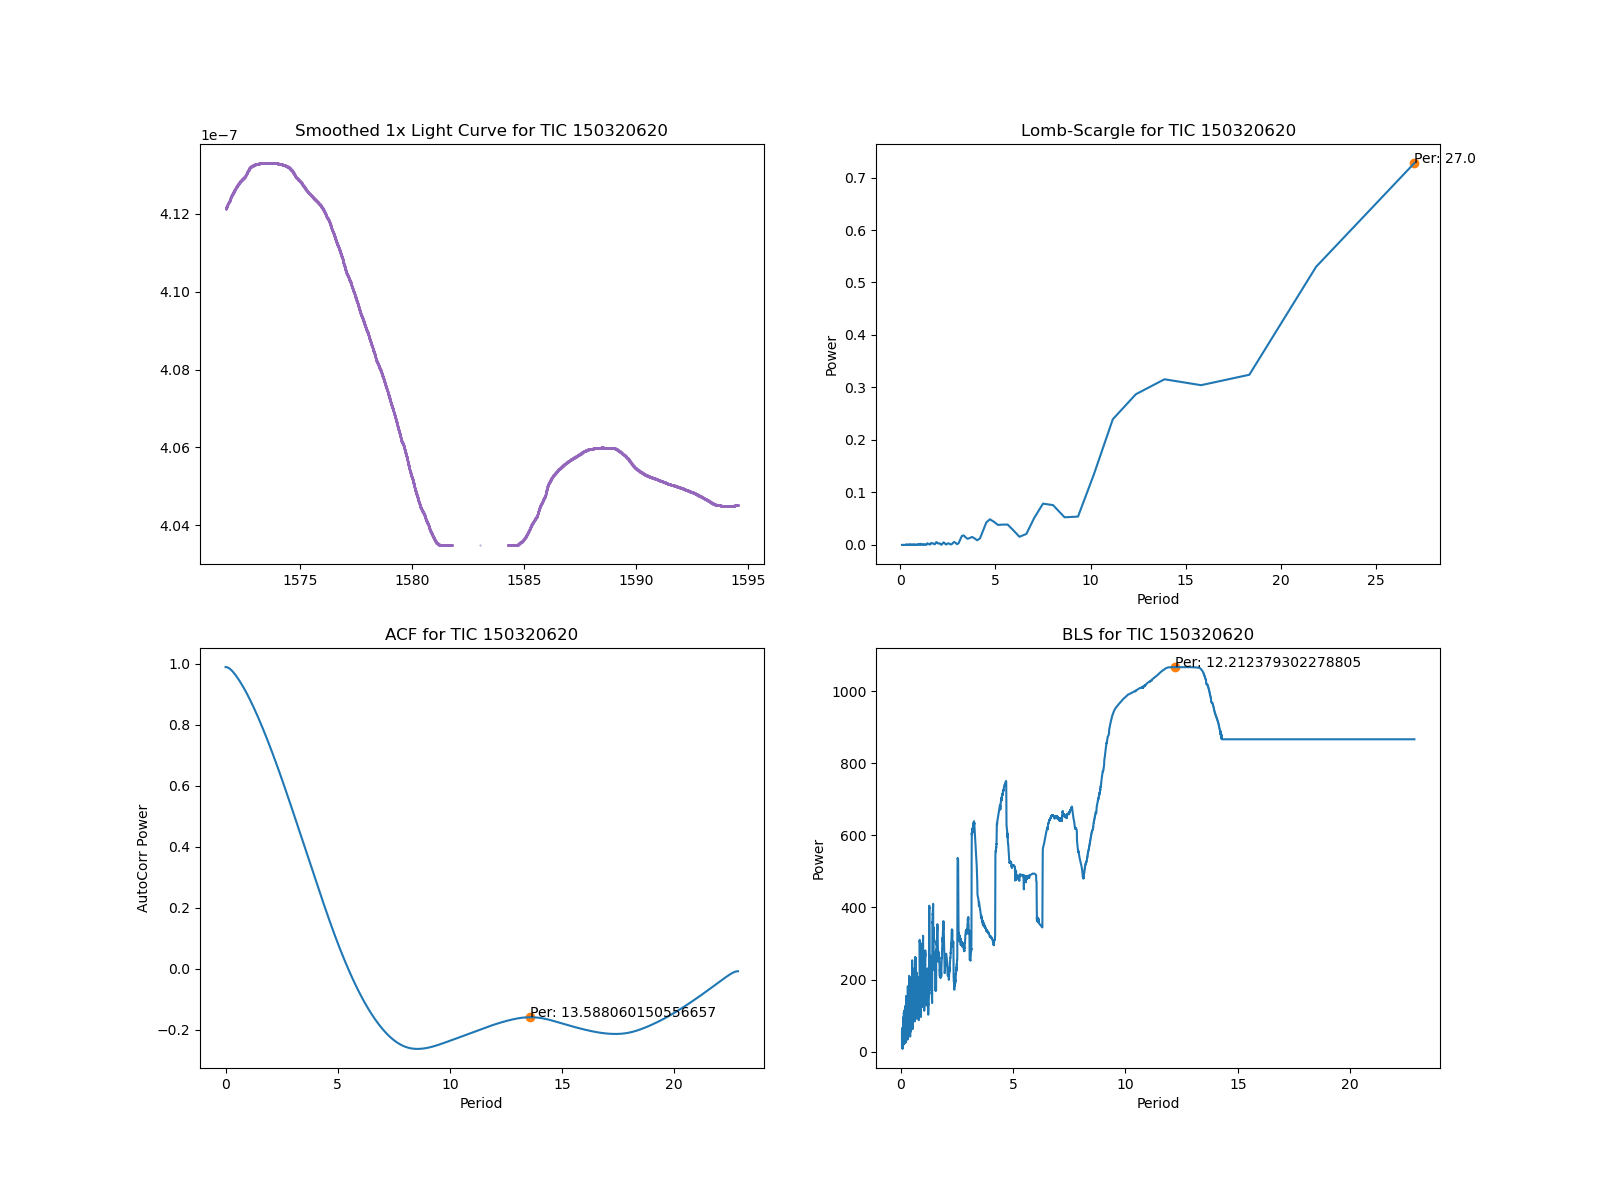 Smoothed 1x Light Curve for TIC 150320620
1e−7
4.12
4.10
4.08
4.06
4.04
1575 1580 1585 1590 1595
Lomb-Scargle for TIC 150320620
Per: 27.0
Power
0.7
0.6
0.5
0.4
0.3
0.2
0.1
0.0
0 5 10 15 20 25
Period
ACF for TIC 150320620
AutoCorr Power
1.0
0.8
0.6
0.4
0.2
0.0
−0.2
Per: 13.588060150556657
0 5 10 15 20
Period
BLS for TIC 150320620
Per: 12.212379302278805
Power
1000
800
600
400
200
0
0 5 10 15 20
Period